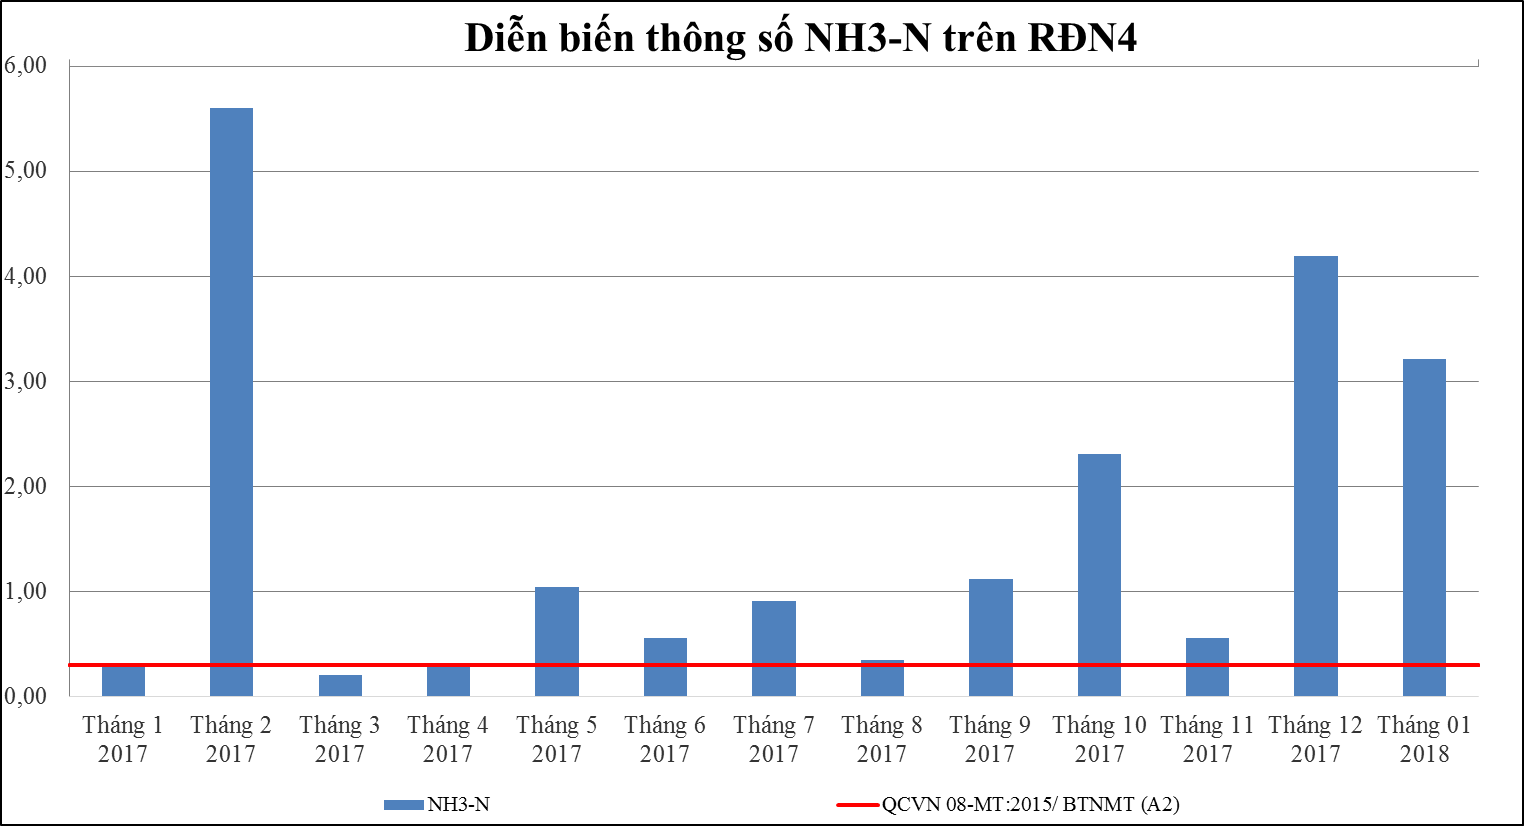 Diễn biến thông số NH3-N trên RĐN4
6,00
5,00
4,00
3,00
2,00
1,00
0,00
Tháng 1 2017
Tháng 2 2017
Tháng 3 2017
Tháng 4 2017
Tháng 5 2017
Tháng 6 2017
Tháng 7 2017
Tháng 8 2017
Tháng 9 2017
Tháng 10 2017
Tháng 11 2017
Tháng 12 2017
Tháng 01 2018
NH3-N
QCVN 08-MT:2015/ BTNMT (A2)